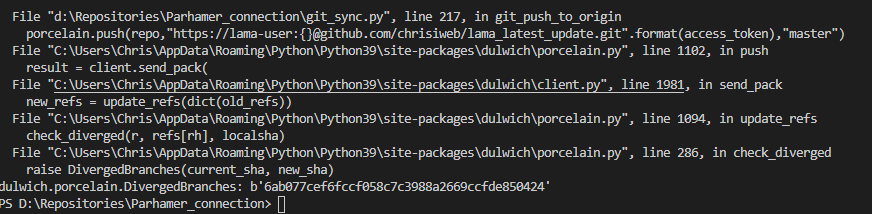 File "d:\Repositories\Parhamer_connection\git_sync.py", line 217, in git_push_to_origin
porcelain.push(repo,"https://lama-user:{}@github.com/chrisiweb/lama_latest_update.git".format(access_token),"master")
File "C:\Users\Chris\AppData\Roaming\Python\Python39\site-packages\dulwich\porcelain.py", line 1102, in push
result = client.send_pack(
File "C:\Users\Chris\AppData\Roaming\Python\Python39\site-packages\dulwich\client.py", line 1981, in send_pack
new_refs = update_refs(dict(old_refs))
File "C:\Users\Chris\AppData\Roaming\Python\Python39\site-packages\dulwich\porcelain.py", line 1094, in update_refs
check_diverged(r, refs[rh], localsha)
File "C:\Users\Chris\AppData\Roaming\Python\Python39\site-packages\dulwich\porcelain.py", line 286, in check_diverged
raise DivergedBranches(current_sha, new_sha)
dulwich.porcelain.DivergedBranches: b'6ab077cef6fccf058c7c3988a2669ccfde850424'
PS D:\Repositories\Parhamer_connection>